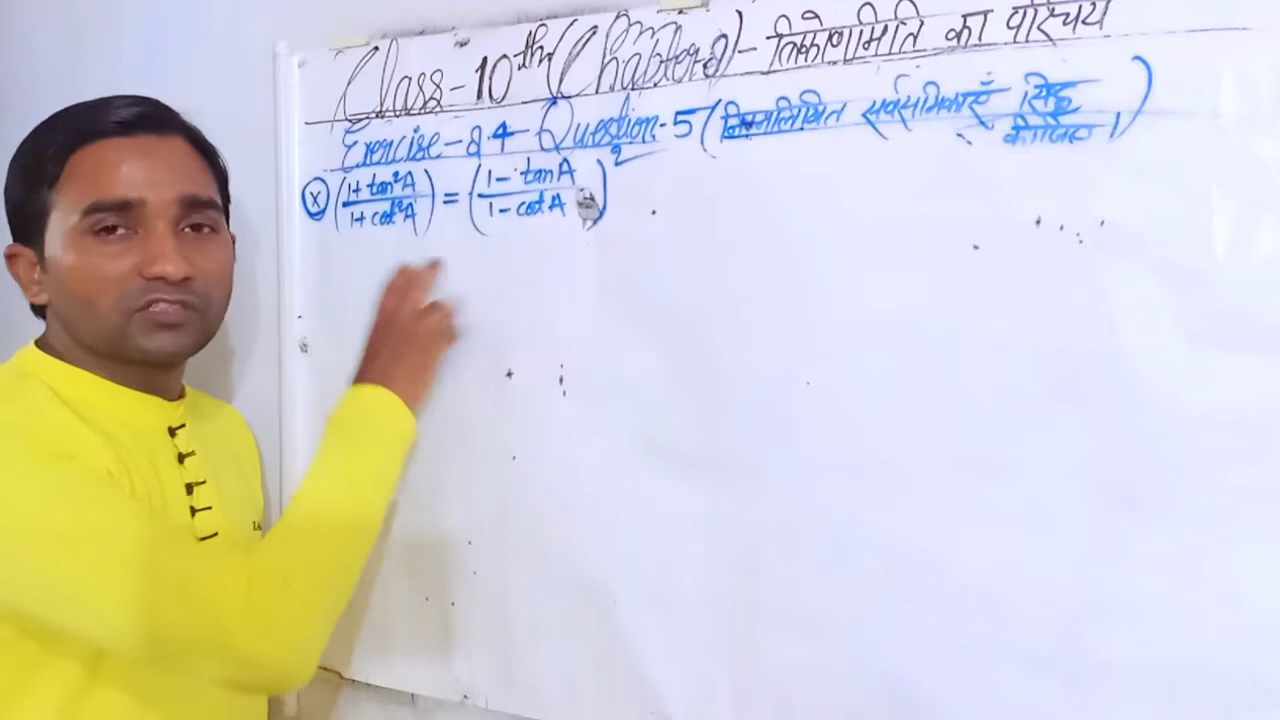 Class-10th (Chapter 8) - त्रिकोणमिति का परिचय
Exercise-8.4 Question-5 (निम्नलिखित सर्वसमिकाएँ सिद्ध
कीजिए।)
(x) (1+tan²A / 1+cot²A) = (1-tanA / 1-cotA)²